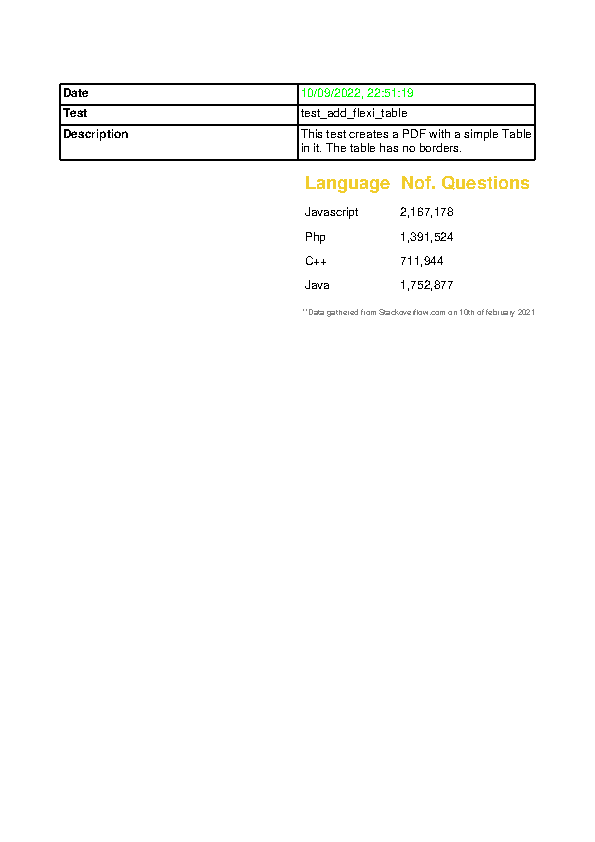 Date 10/09/2022, 22:51:19
Test test_add_flexi_table
Description This test creates a PDF with a simple Table
in it. The table has no borders.
Language Nof. Questions
Javascript 2,167,178
Php 1,391,524
C++ 711,944
Java 1,752,877
**Data gathered from Stackoverflow.com on 10th of february 2021